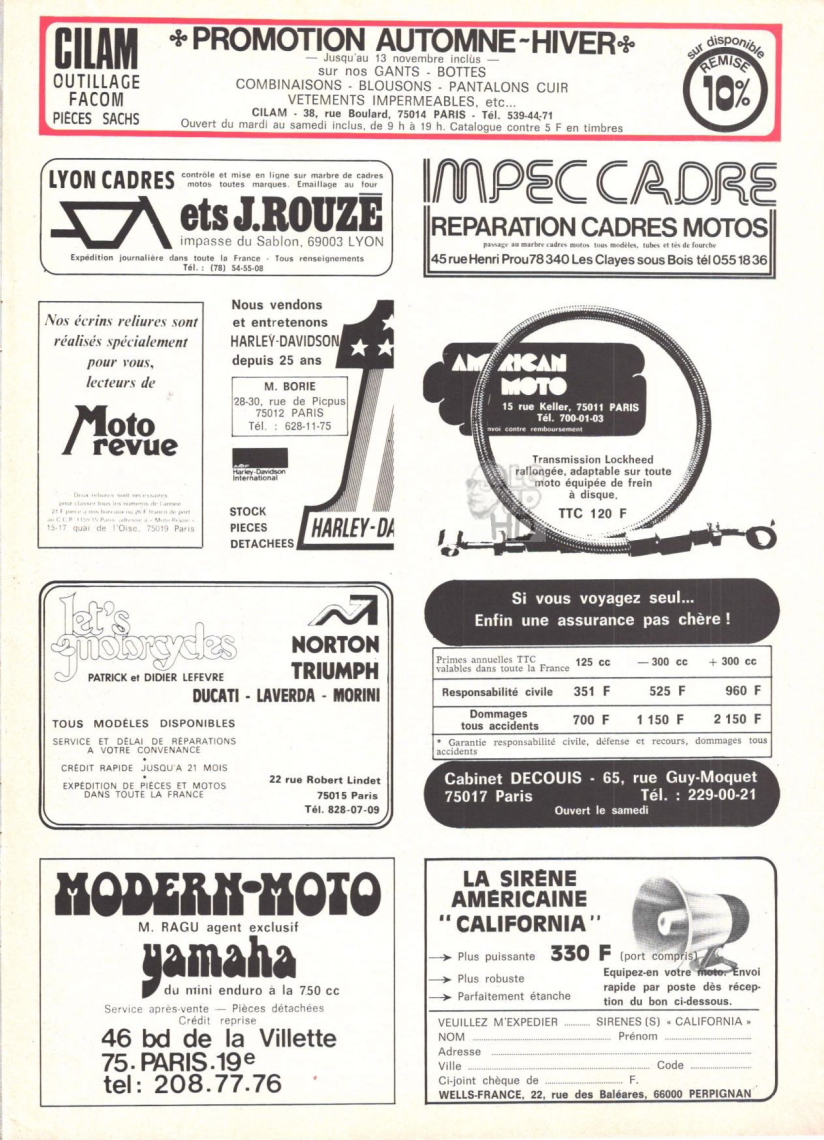 CILAM
OUTILLAGE
FACOM
PIÈCES SACHS
PROMOTION AUTOMNE-HIVER
— Jusqu'au 13 novembre inclus —
sur nos GANTS - BOTTES
COMBINAISONS - BLOUSONS - PANTALONS CUIR
VETEMENTS IMPERMEABLES, etc...
CILAM - 38, rue Boulard, 75014 PARIS - Tél. 539-44-71
Ouvert du mardi au samedi inclus, de 9 h à 19 h. Catalogue contre 5 F en timbres
sur disponible
REMISE
10%
LYON CADRES
contrôle et mise en ligne sur marbre de cadres
motos toutes marques. Emaillage au four
ets J.ROUZÉ
impasse du Sablon, 69003 LYON
Expédition journalière dans toute la France - Tous renseignements
Tél. : (78) 54-55-08
IMPEC CADRE
REPARATION CADRES MOTOS
passage au marbre cadres motos tous modèles, tubes et tés de fourche
45 rue Henri Prou 78340 Les Clayes sous Bois tél 055 18 36
Nos écrins reliures sont
réalisés spécialement
pour vous,
lecteurs de
Moto
revue
Deux reliures sont nécessaires
pour classer tous les numéros de l'année
15-17 quai de l'Oise, 75019 Paris
Nous vendons
et entretenons
HARLEY-DAVIDSON
depuis 25 ans
M. BORIE
28-30, rue de Picpus
75012 PARIS
Tél. : 628-11-75
AMF
Harley-Davidson
International
STOCK
PIECES
DETACHEES
HARLEY-DA
AMERICAN
MOTO
15 rue Keller, 75011 PARIS
Tél. 700-01-03
nvoi contre remboursement
Transmission Lockheed
rallongée, adaptable sur toute
moto équipée de frein
à disque.
TTC 120 F
let's
motorcycles
PATRICK et DIDIER LEFEVRE
NORTON
TRIUMPH
DUCATI - LAVERDA - MORINI
TOUS MODÈLES DISPONIBLES
SERVICE ET DÉLAI DE RÉPARATIONS
A VOTRE CONVENANCE
CRÉDIT RAPIDE JUSQU'A 21 MOIS
EXPÉDITION DE PIÈCES ET MOTOS
DANS TOUTE LA FRANCE
22 rue Robert Lindet
75015 Paris
Tél. 828-07-09
Si vous voyagez seul...
Enfin une assurance pas chère !
Primes annuelles TTC
valables dans toute la France 125 cc — 300 cc + 300 cc
Responsabilité civile 351 F 525 F 960 F
Dommages
tous accidents 700 F 1 150 F 2 150 F
* Garantie responsabilité civile, défense et recours, dommages tous
accidents
Cabinet DECOUIS - 65, rue Guy-Moquet
75017 Paris Tél. : 229-00-21
Ouvert le samedi
MODERN-MOTO
M. RAGU agent exclusif
yamaha
du mini enduro à la 750 cc
Service après-vente — Pièces détachées
Crédit reprise
46 bd de la Villette
75.PARIS.19e
tel: 208.77.76
LA SIRÈNE
AMÉRICAINE
"CALIFORNIA"
Plus puissante 330 F (port compris)
Plus robuste
Parfaitement étanche
Equipez-en votre moto. Envoi
rapide par poste dès récep-
tion du bon ci-dessous.
VEUILLEZ M'EXPEDIER .......... SIRENES (S) « CALIFORNIA »
NOM .......... Prénom ..........
Adresse ..........
Ville .......... Code ..........
Ci-joint chèque de .......... F.
WELLS-FRANCE, 22, rue des Baléares, 66000 PERPIGNAN